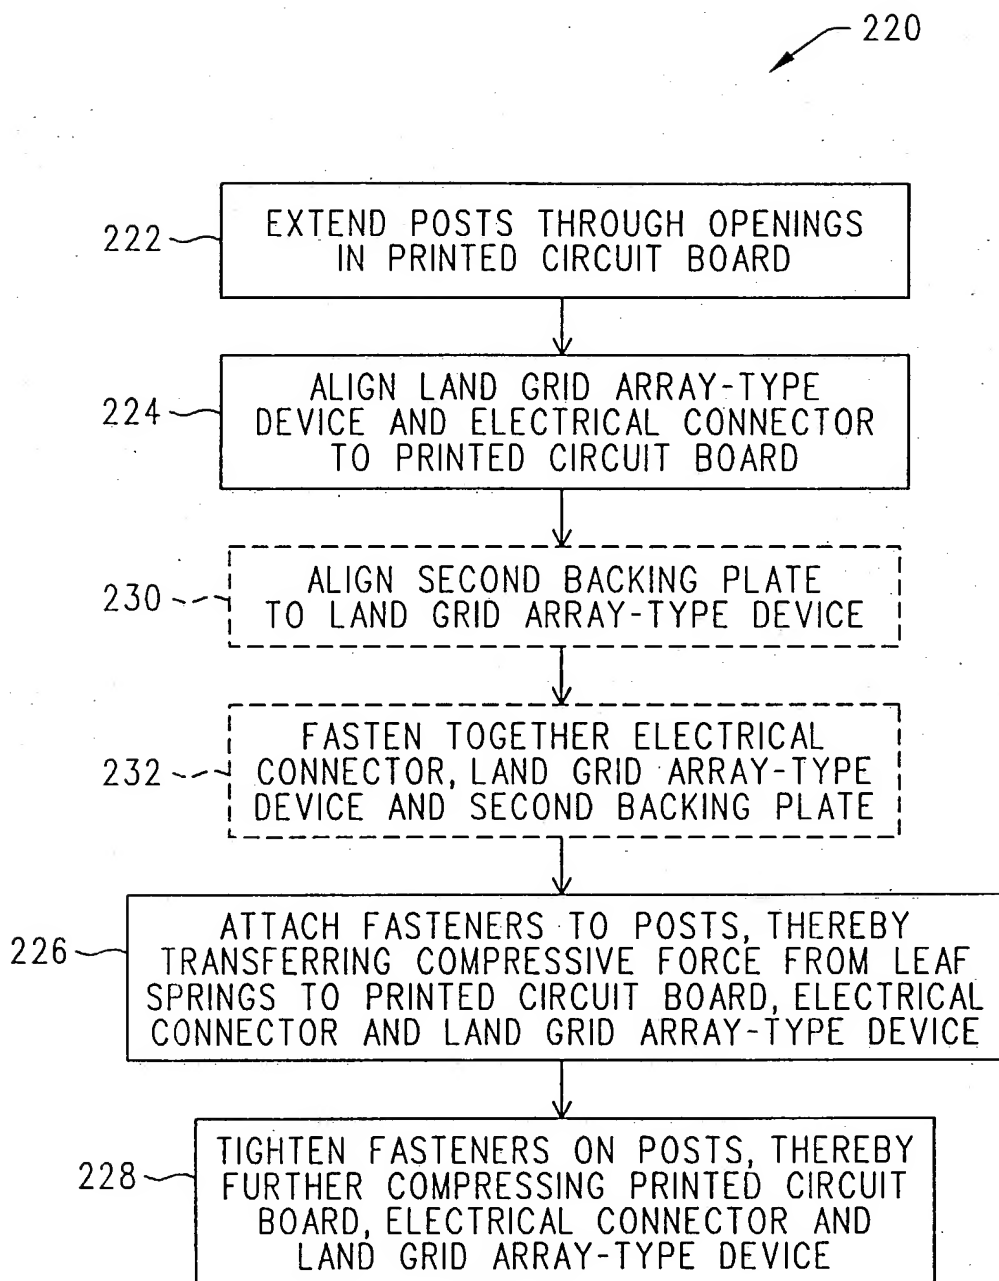 220
222
EXTEND POSTS THROUGH OPENINGS
IN PRINTED CIRCUIT BOARD
224
ALIGN LAND GRID ARRAY-TYPE
DEVICE AND ELECTRICAL CONNECTOR
TO PRINTED CIRCUIT BOARD
230
ALIGN SECOND BACKING PLATE
TO LAND GRID ARRAY-TYPE DEVICE
232
FASTEN TOGETHER ELECTRICAL
CONNECTOR, LAND GRID ARRAY-TYPE
DEVICE AND SECOND BACKING PLATE
226
ATTACH FASTENERS TO POSTS, THEREBY
TRANSFERRING COMPRESSIVE FORCE FROM LEAF
SPRINGS TO PRINTED CIRCUIT BOARD, ELECTRICAL
CONNECTOR AND LAND GRID ARRAY-TYPE DEVICE
228
TIGHTEN FASTENERS ON POSTS, THEREBY
FURTHER COMPRESSING PRINTED CIRCUIT
BOARD, ELECTRICAL CONNECTOR AND
LAND GRID ARRAY-TYPE DEVICE